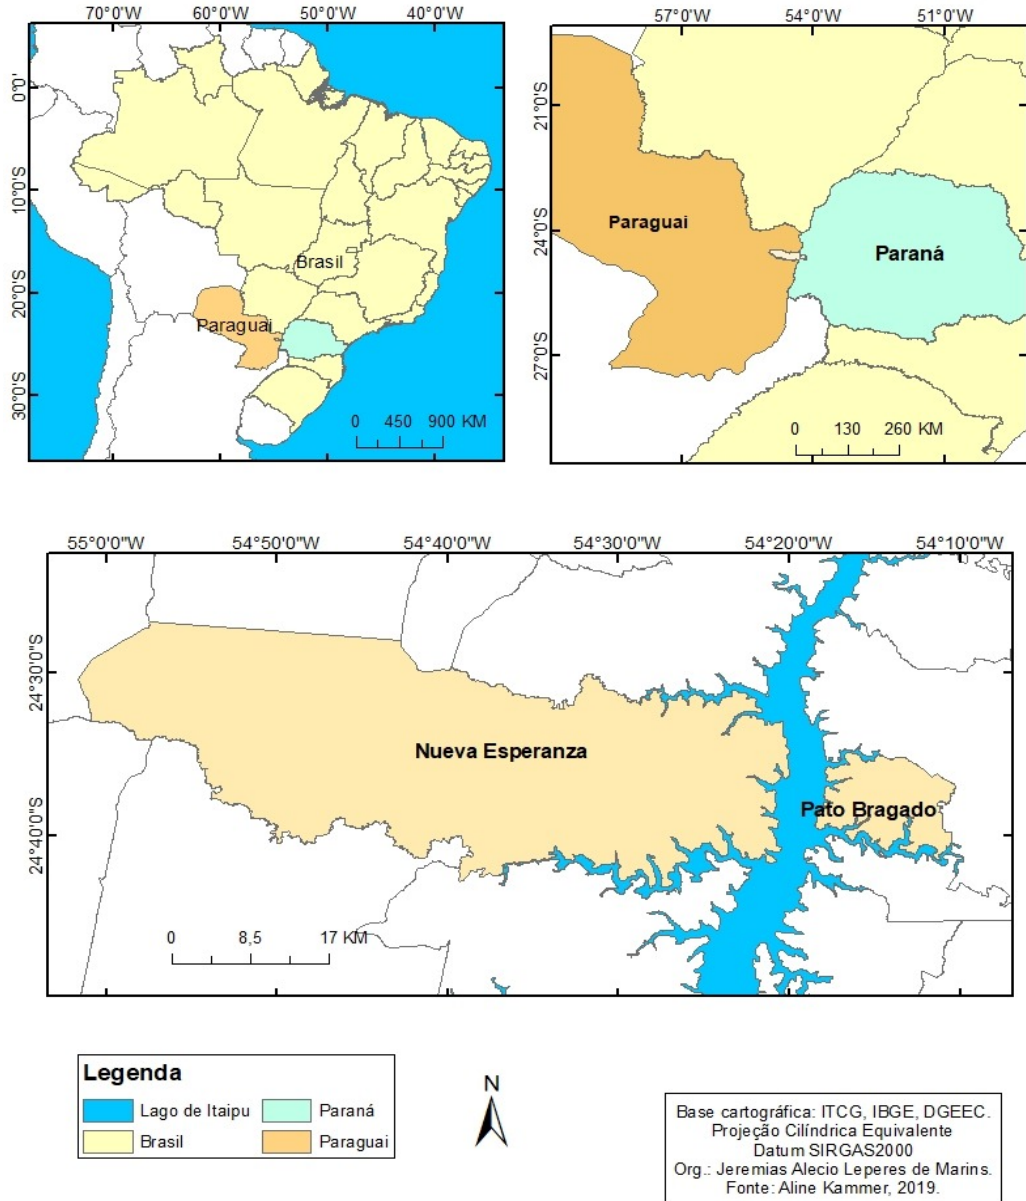 70°0'W 60°0'W 50°0'W 40°0'W
0°0'
10°0'S
20°0'S
30°0'S
Brasil
Paraguai
0 450 900 KM
57°0'W 54°0'W 51°0'W
21°0'S
24°0'S
27°0'S
Paraguai
Paraná
0 130 260 KM
55°0'0"W 54°50'0"W 54°40'0"W 54°30'0"W 54°20'0"W 54°10'0"W
24°30'0"S
24°40'0"S
Nueva Esperanza
Pato Bragado
0 8,5 17 KM
Legenda
Lago de Itaipu Paraná
Brasil Paraguai
N
Base cartográfica: ITCG, IBGE, DGEEC.
Projeção Cilíndrica Equivalente
Datum SIRGAS2000
Org.: Jeremias Alecio Leperes de Marins.
Fonte: Aline Kammer, 2019.